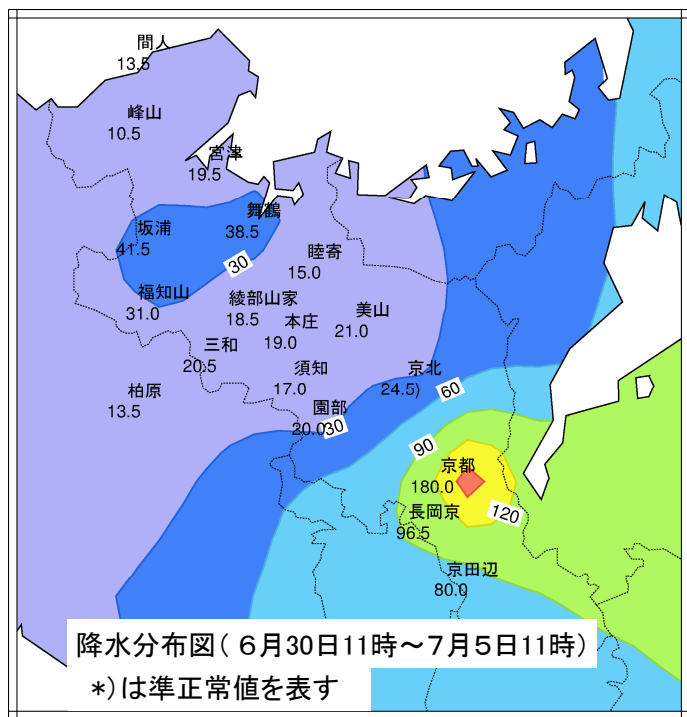 間人
13.5
峰山
10.5
宮津
19.5
舞鶴
38.5
坂浦
41.5
30
睦寄
15.0
福知山
31.0
綾部山家
18.5
本庄
19.0
美山
21.0
三和
20.5
須知
17.0
京北
24.5)
60
柏原
13.5
園部
20.0
30
90
京都
180.0
長岡京
96.5
120
京田辺
80.0
降水分布図(6月30日11時～7月5日11時)
*)は準正常値を表す